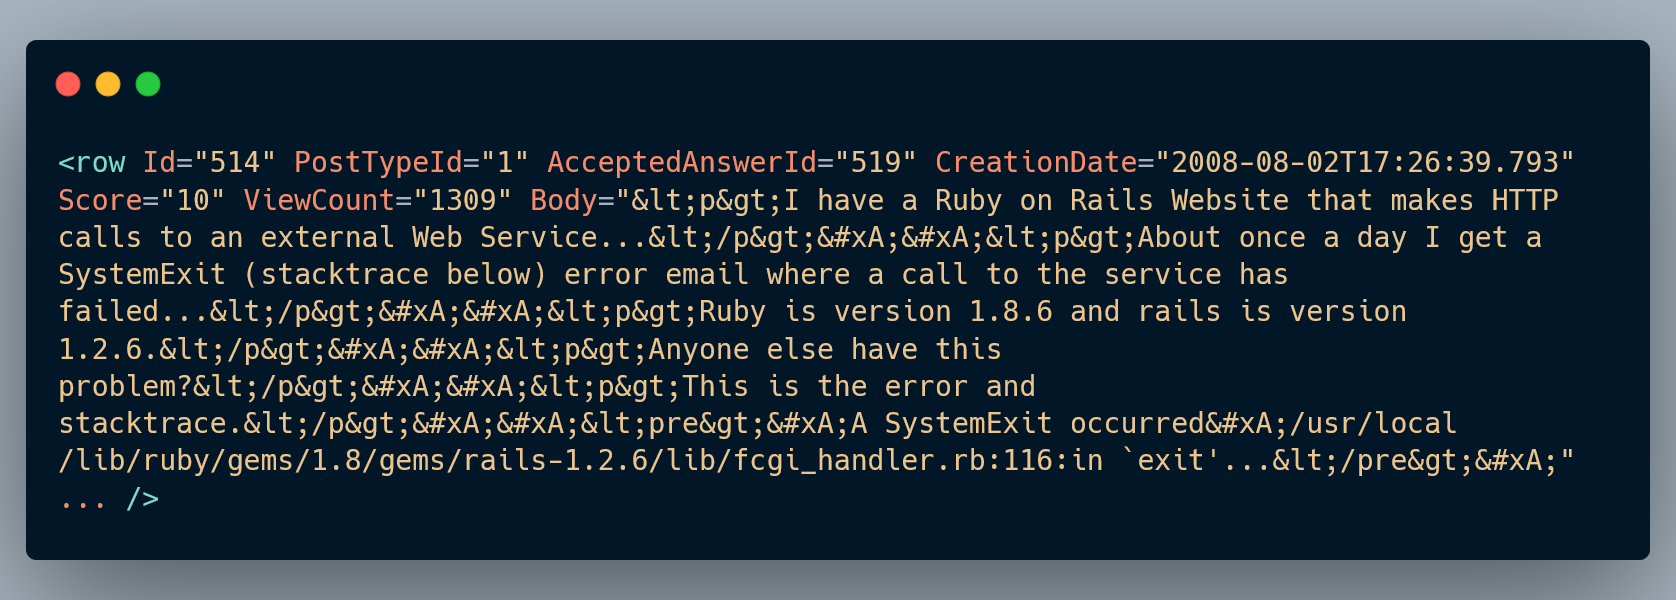 <row Id="514" PostTypeId="1" AcceptedAnswerId="519" CreationDate="2008-08-02T17:26:39.793"
Score="10" ViewCount="1309" Body="&lt;p&gt;I have a Ruby on Rails Website that makes HTTP
calls to an external Web Service...&lt;/p&gt;&#xA;&#xA;&lt;p&gt;About once a day I get a
SystemExit (stacktrace below) error email where a call to the service has
failed...&lt;/p&gt;&#xA;&#xA;&lt;p&gt;Ruby is version 1.8.6 and rails is version
1.2.6.&lt;/p&gt;&#xA;&#xA;&lt;p&gt;Anyone else have this
problem?&lt;/p&gt;&#xA;&#xA;&lt;p&gt;This is the error and
stacktrace.&lt;/p&gt;&#xA;&#xA;&lt;pre&gt;&#xA;A SystemExit occurred&#xA;/usr/local
/lib/ruby/gems/1.8/gems/rails-1.2.6/lib/fcgi_handler.rb:116:in `exit'...&lt;/pre&gt;&#xA;"
... />